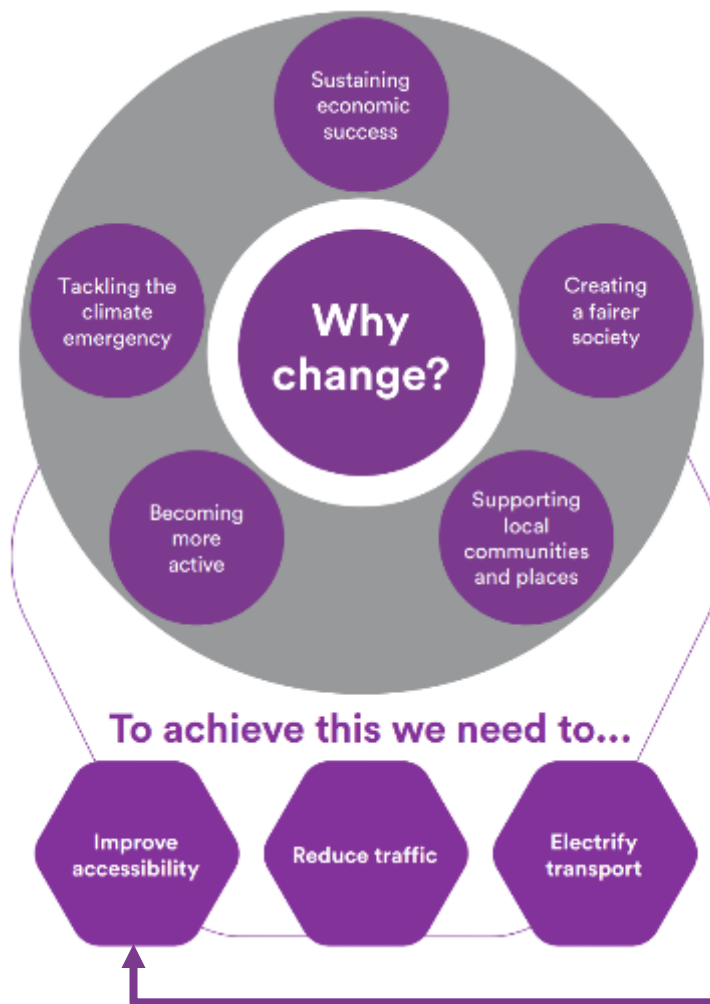 Sustaining
economic
success
Tackling the
climate
emergency
Why
change?
Creating
a fairer
society
Becoming
more
active
Supporting
local
communities
and places
To achieve this we need to...
Improve
accessibility
Reduce traffic
Electrify
transport